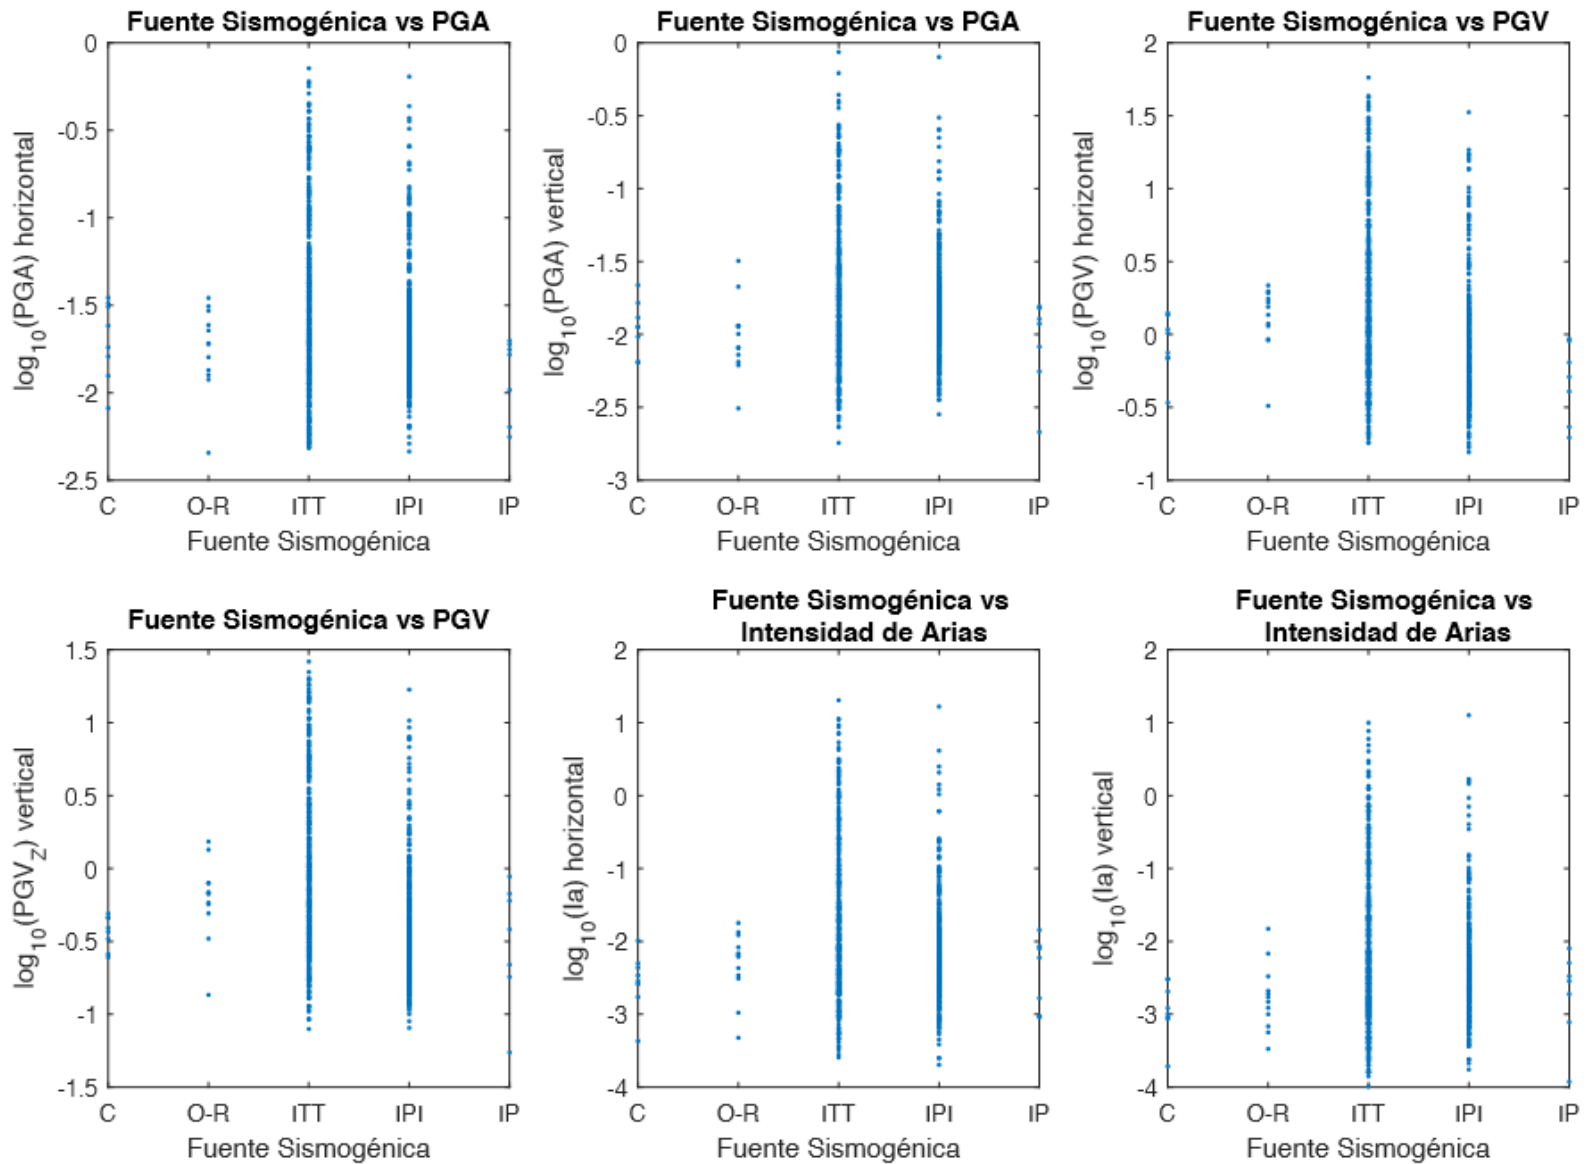 Fuente Sismogénica vs PGA
log10(PGA) horizontal
0
-0.5
-1
-1.5
-2
-2.5
C O-R ITT IPI IP
Fuente Sismogénica
Fuente Sismogénica vs PGA
log10(PGA) vertical
0
-0.5
-1
-1.5
-2
-2.5
-3
C O-R ITT IPI IP
Fuente Sismogénica
Fuente Sismogénica vs PGV
log10(PGV) horizontal
2
1.5
1
0.5
0
-0.5
-1
C O-R ITT IPI IP
Fuente Sismogénica
Fuente Sismogénica vs PGV
log10(PGVZ) vertical
1.5
1
0.5
0
-0.5
-1
-1.5
C O-R ITT IPI IP
Fuente Sismogénica
Fuente Sismogénica vs
Intensidad de Arias
log10(Ia) horizontal
2
1
0
-1
-2
-3
-4
C O-R ITT IPI IP
Fuente Sismogénica
Fuente Sismogénica vs
Intensidad de Arias
log10(Ia) vertical
2
1
0
-1
-2
-3
-4
C O-R ITT IPI IP
Fuente Sismogénica